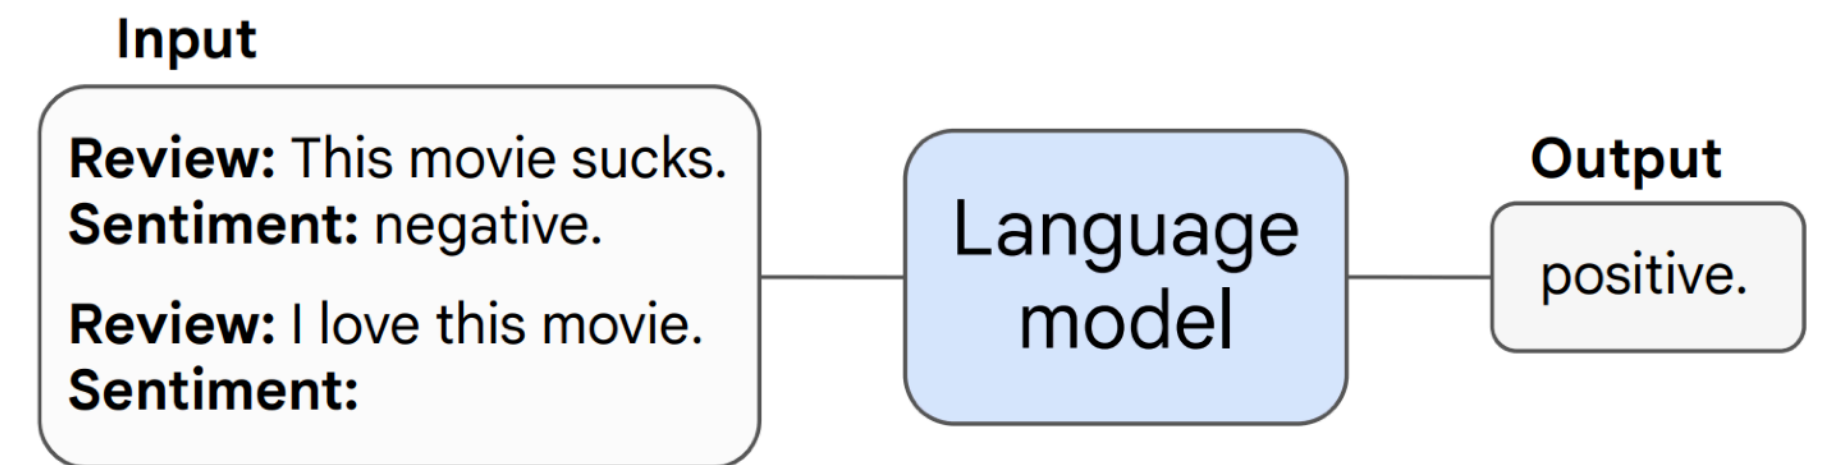 Input
Review: This movie sucks.
Sentiment: negative.
Review: I love this movie.
Sentiment:
Language
model
Output
positive.